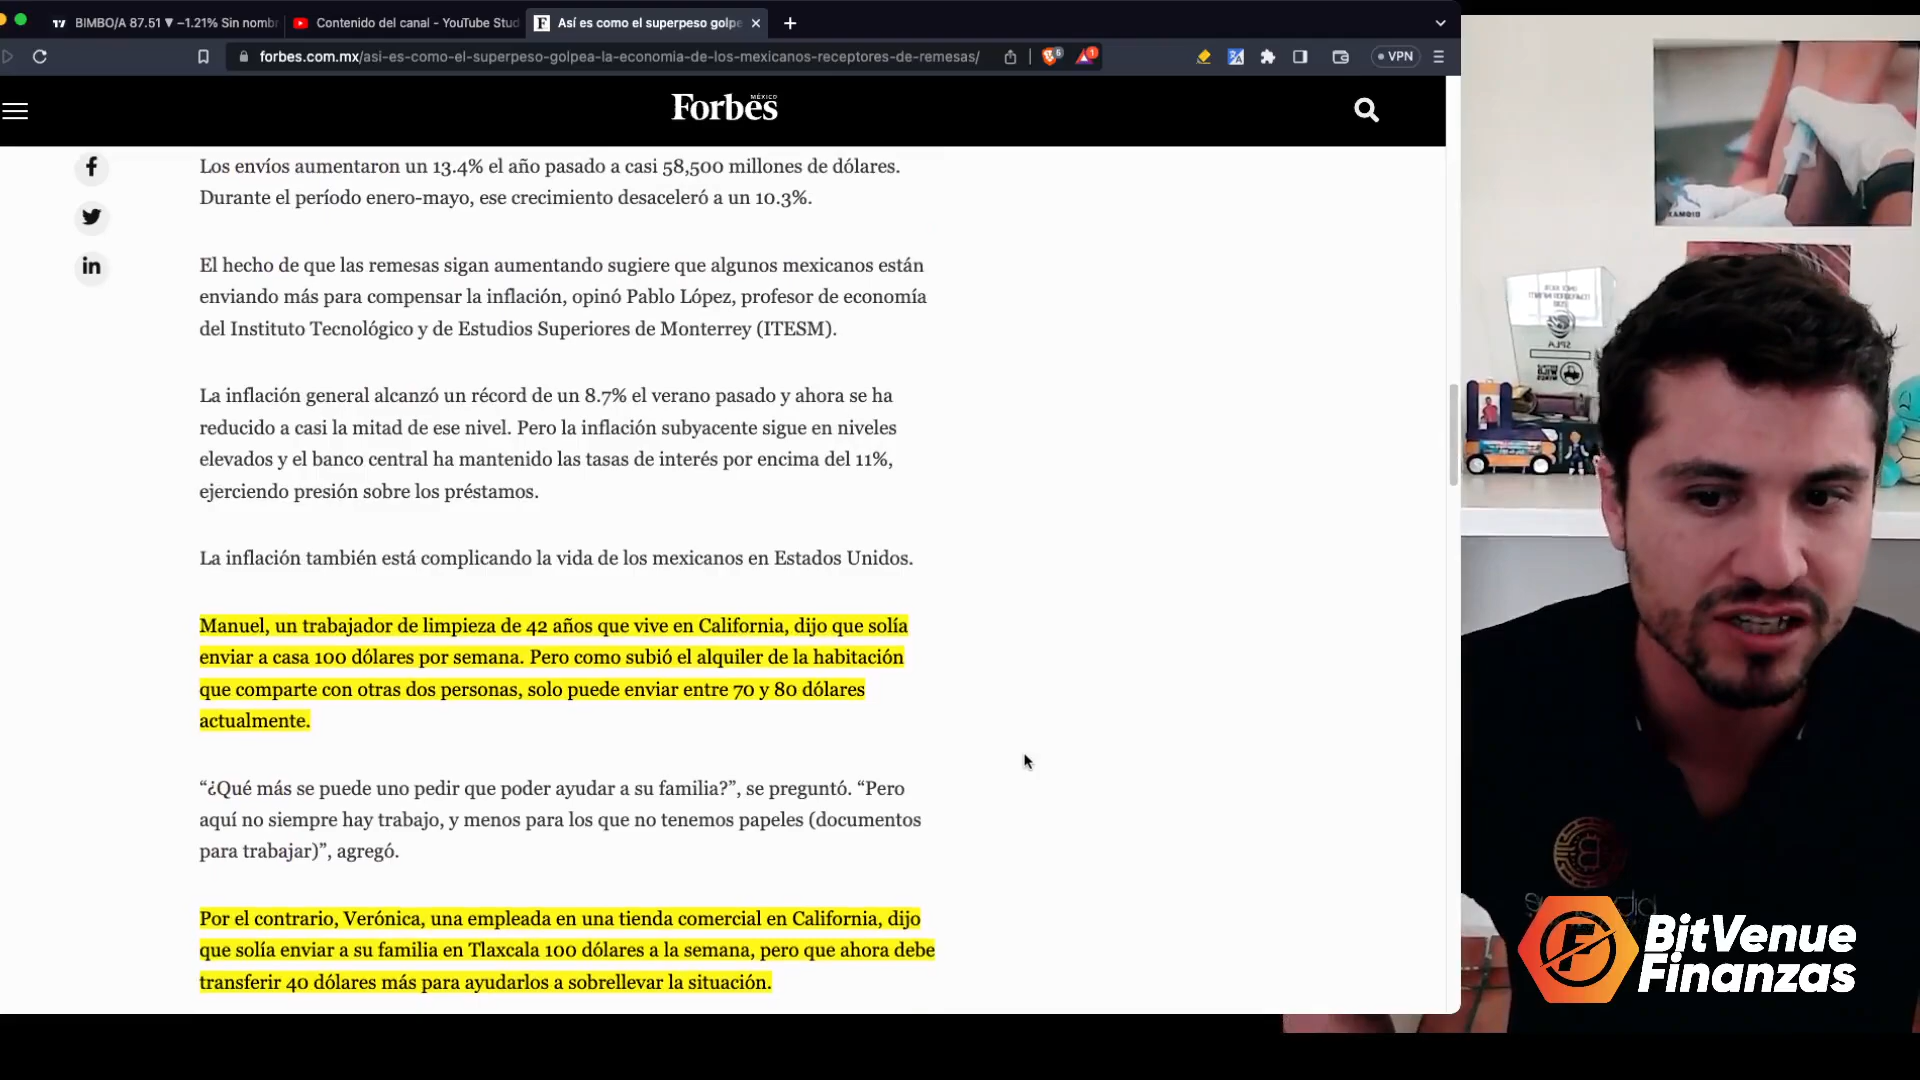 BIMBO/A 87.51 ▼ −1.21% Sin nombr
Contenido del canal - YouTube Stud
Así es como el superpeso golpe
forbes.com.mx/asi-es-como-el-superpeso-golpea-la-economia-de-los-mexicanos-receptores-de-remesas/
VPN
Forbes
MÉXICO
Los envíos aumentaron un 13.4% el año pasado a casi 58,500 millones de dólares.
Durante el período enero-mayo, ese crecimiento desaceleró a un 10.3%.
El hecho de que las remesas sigan aumentando sugiere que algunos mexicanos están
enviando más para compensar la inflación, opinó Pablo López, profesor de economía
del Instituto Tecnológico y de Estudios Superiores de Monterrey (ITESM).
La inflación general alcanzó un récord de un 8.7% el verano pasado y ahora se ha
reducido a casi la mitad de ese nivel. Pero la inflación subyacente sigue en niveles
elevados y el banco central ha mantenido las tasas de interés por encima del 11%,
ejerciendo presión sobre los préstamos.
La inflación también está complicando la vida de los mexicanos en Estados Unidos.
Manuel, un trabajador de limpieza de 42 años que vive en California, dijo que solía
enviar a casa 100 dólares por semana. Pero como subió el alquiler de la habitación
que comparte con otras dos personas, solo puede enviar entre 70 y 80 dólares
actualmente.
“¿Qué más se puede uno pedir que poder ayudar a su familia?”, se preguntó. “Pero
aquí no siempre hay trabajo, y menos para los que no tenemos papeles (documentos
para trabajar)”, agregó.
Por el contrario, Verónica, una empleada en una tienda comercial en California, dijo
que solía enviar a su familia en Tlaxcala 100 dólares a la semana, pero que ahora debe
transferir 40 dólares más para ayudarlos a sobrellevar la situación.
BitVenue
Finanzas